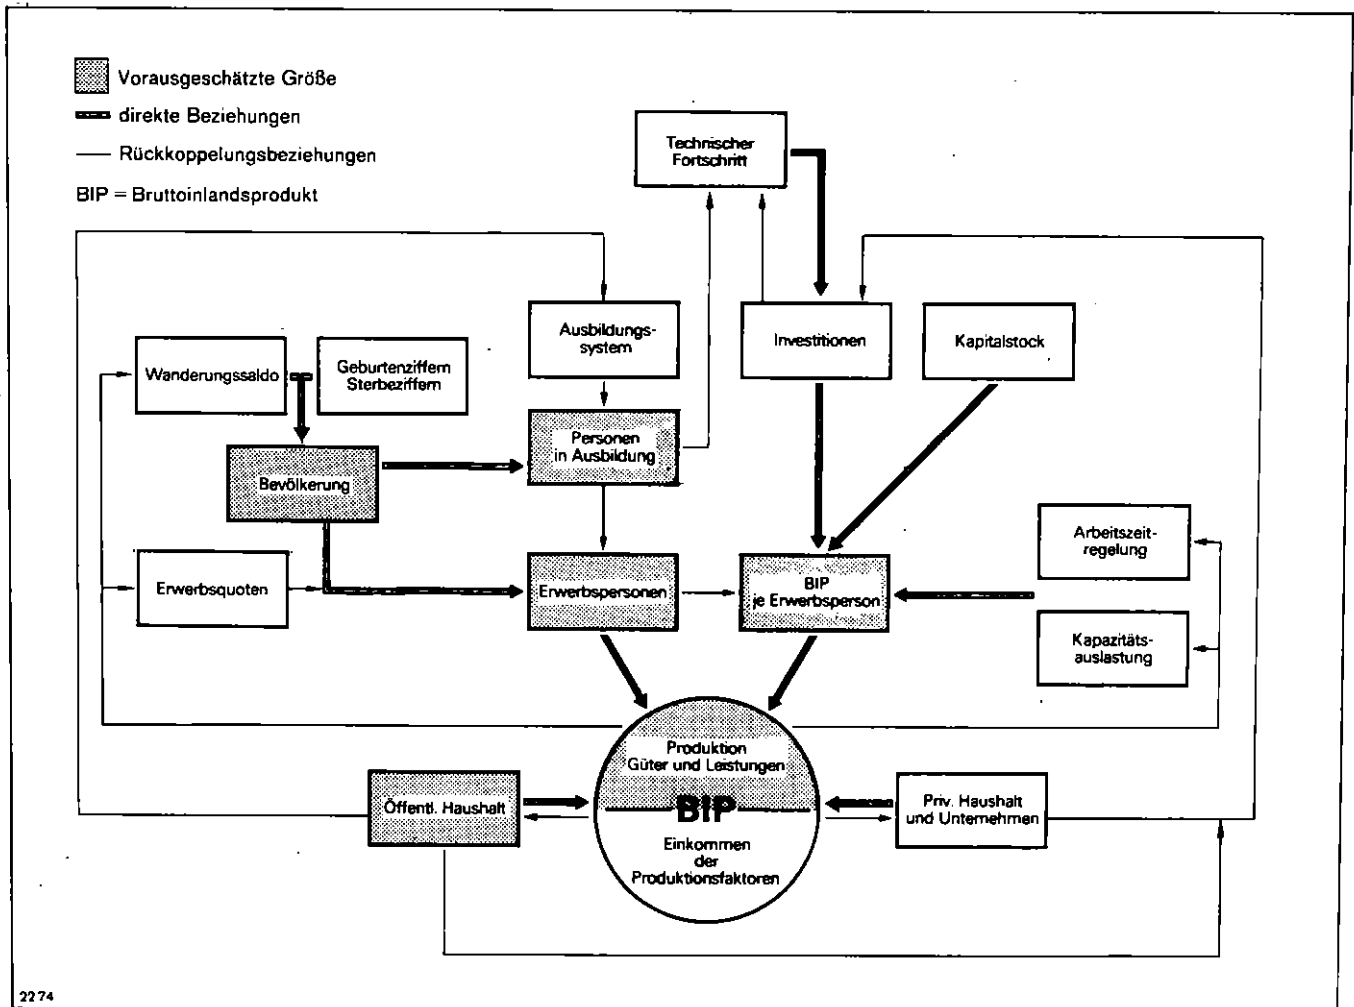 Vorausgeschätzte Größe
direkte Beziehungen
Rückkoppelungsbeziehungen
BIP = Bruttoinlandsprodukt
Technischer
Fortschritt
Ausbildungs-
system
Investitionen
Kapitalstock
Wanderungssaldo
Geburtenziffern
Sterbeziffern
Personen
in Ausbildung
Bevölkerung
Arbeitszeit-
regelung
Erwerbsquoten
Erwerbspersonen
BIP
je Erwerbsperson
Kapazitäts-
auslastung
Produktion
Güter und Leistungen
BIP
Einkommen
der
Produktionsfaktoren
Öffentl. Haushalt
Priv. Haushalt
und Unternehmen
2274